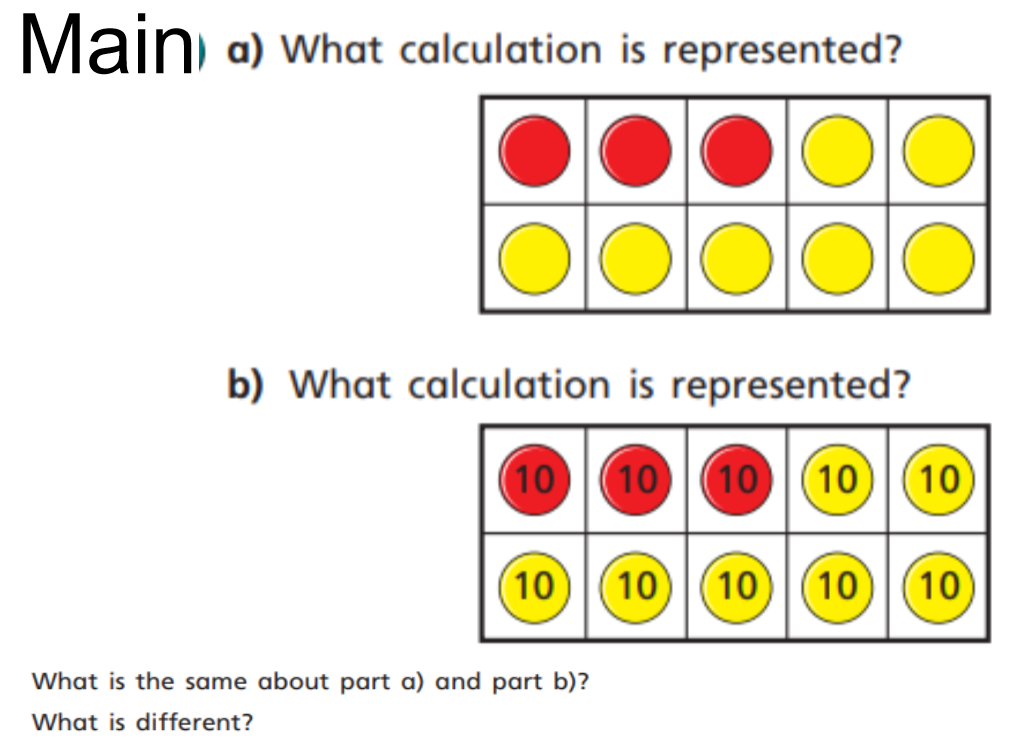 Main a) What calculation is represented?
b) What calculation is represented?
10 10 10 10 10
10 10 10 10 10
What is the same about part a) and part b)?
What is different?